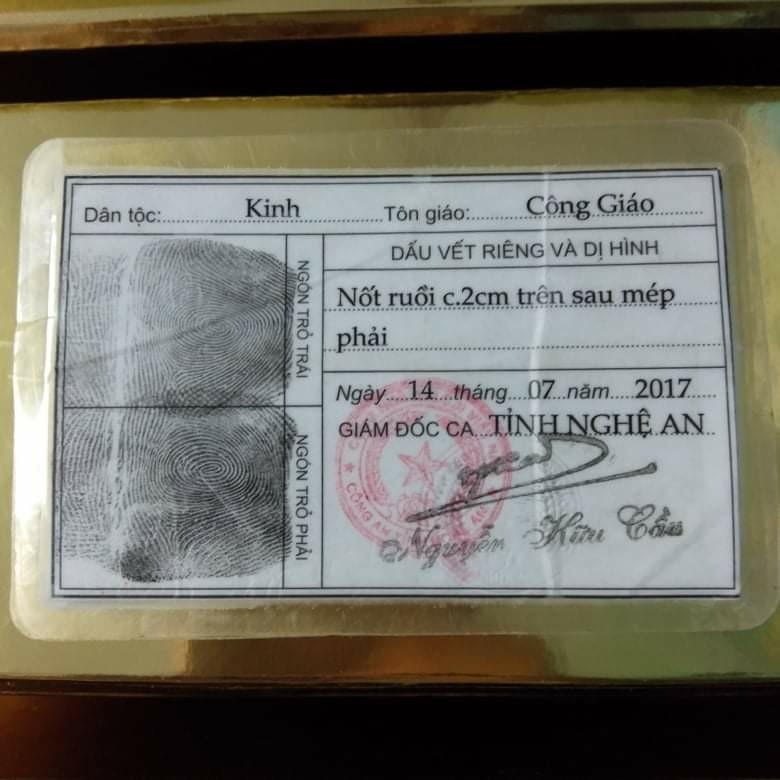 Dân tộc: Kinh Tôn giáo: Công Giáo
NGÓN TRỎ TRÁI
NGÓN TRỎ PHẢI
DẤU VẾT RIÊNG VÀ DỊ HÌNH
Nốt ruồi c.2cm trên sau mép
phải
Ngày 14 tháng 07 năm 2017
GIÁM ĐỐC CA TỈNH NGHỆ AN
CÔNG AN
Nguyễn Hữu Cầu